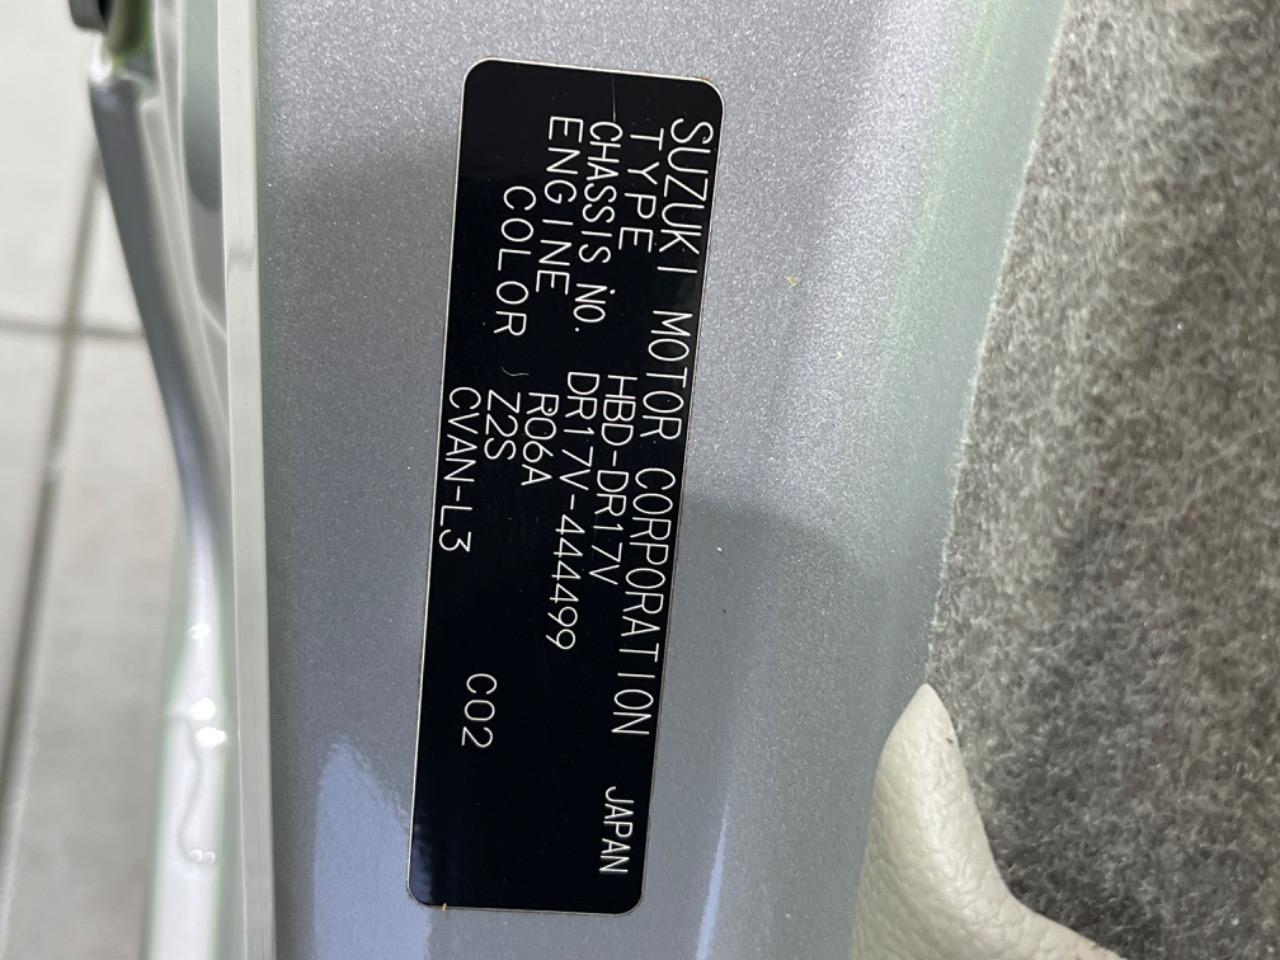 SUZUKI MOTOR CORPORATION JAPAN
TYPE HBD-DR17V
CHASSIS NO. DR17V-444499
ENGINE R06A
COLOR Z2S C02
CVAN-L3